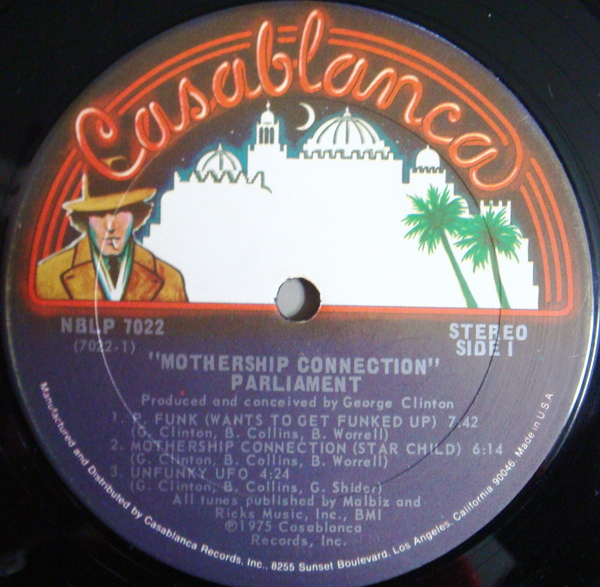 Casablanca
NBLP 7022
(7022-1)
STEREO
SIDE 1
"MOTHERSHIP CONNECTION"
PARLIAMENT
Produced and conceived by George Clinton
1. P. FUNK (WANTS TO GET FUNKED UP) 7:42
(G. Clinton, B. Collins, B. Worrell)
2. MOTHERSHIP CONNECTION (STAR CHILD) 6:14
(G. Clinton, B. Collins, B. Worrell)
3. UNFUNKY UFO 4:24
(G. Clinton, B. Collins, G. Shider)
All tunes published by Malbiz and
Ricks Music, Inc., BMI
℗1975 Casablanca
Records, Inc.
Manufactured and Distributed by Casablanca Records, Inc., 8255 Sunset Boulevard, Los Angeles, California 90046 Made in U.S.A.